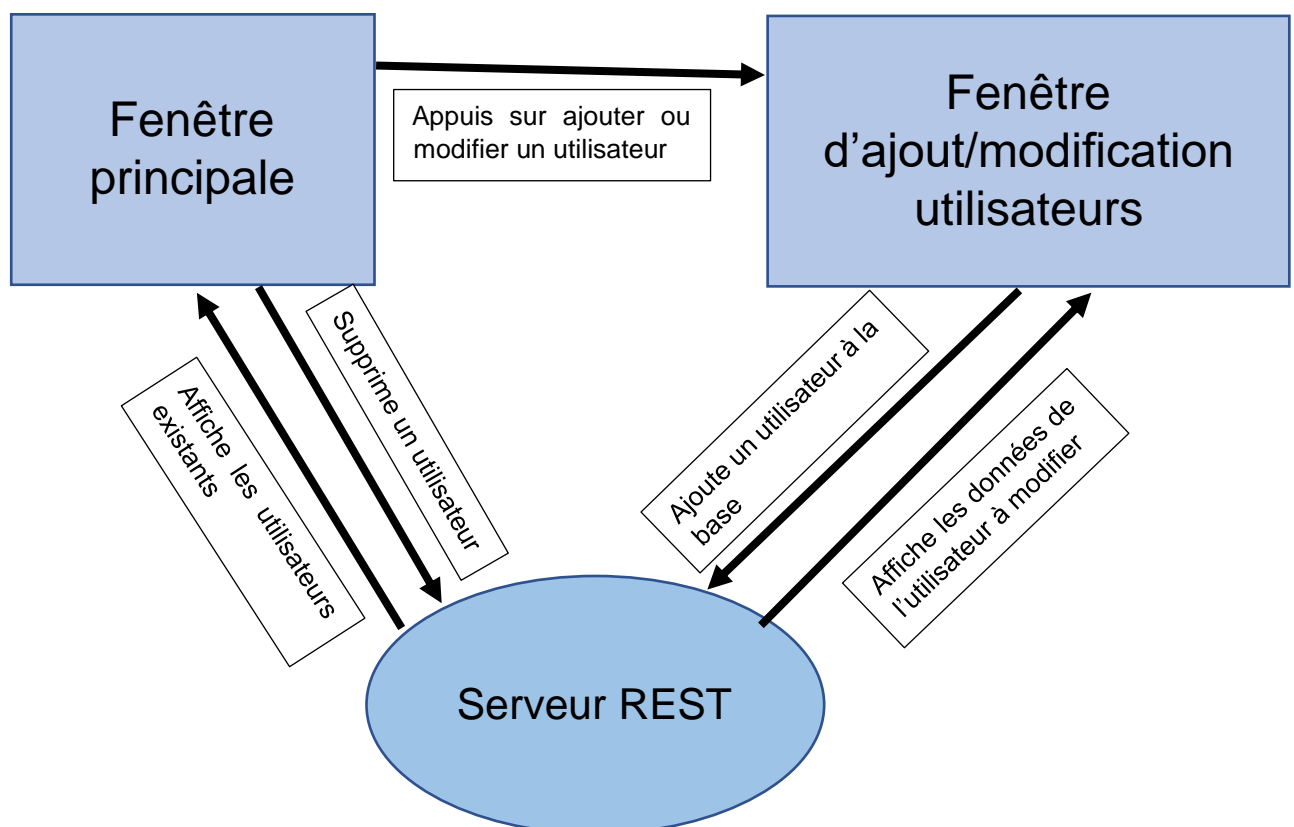 Fenêtre
principale
Appuis sur ajouter ou
modifier un utilisateur
Fenêtre
d’ajout/modification
utilisateurs
Affiche les utilisateurs
existants
Supprime un utilisateur
Ajoute un utilisateur à la
base
Affiche les données de
l’utilisateur à modifier
Serveur REST